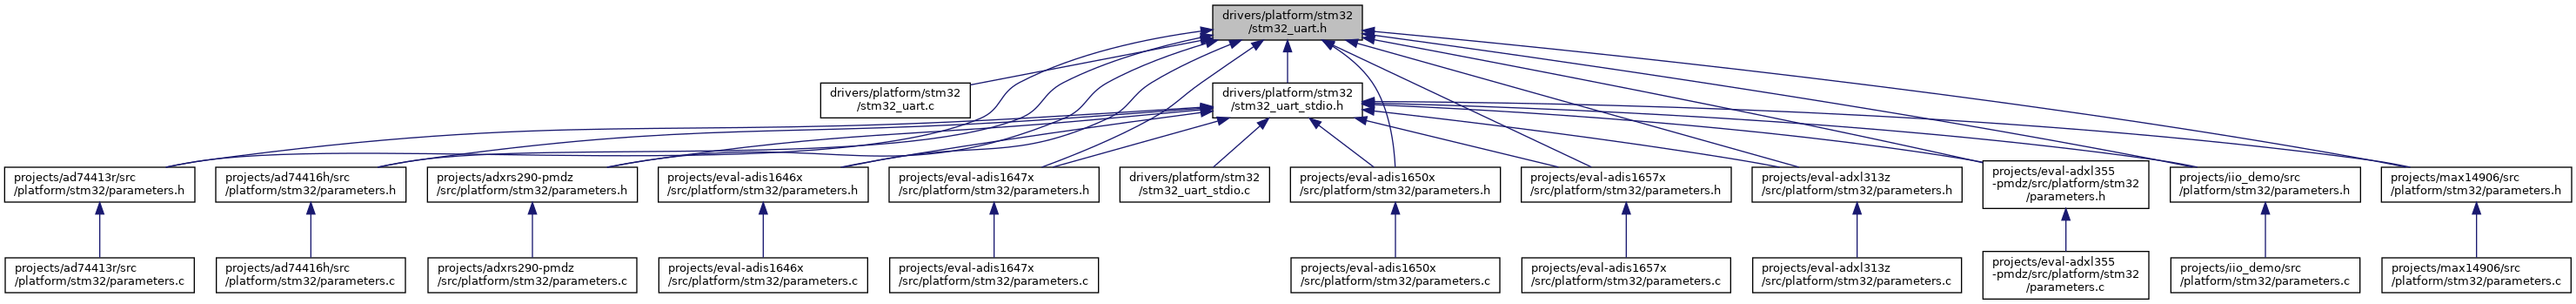 drivers/platform/stm32
/stm32_uart.h
drivers/platform/stm32
/stm32_uart.c
drivers/platform/stm32
/stm32_uart_stdio.h
projects/ad74413r/src
/platform/stm32/parameters.h
projects/ad74416h/src
/platform/stm32/parameters.h
projects/adxrs290-pmdz
/src/platform/stm32/parameters.h
projects/eval-adis1646x
/src/platform/stm32/parameters.h
projects/eval-adis1647x
/src/platform/stm32/parameters.h
drivers/platform/stm32
/stm32_uart_stdio.c
projects/eval-adis1650x
/src/platform/stm32/parameters.h
projects/eval-adis1657x
/src/platform/stm32/parameters.h
projects/eval-adxl313z
/src/platform/stm32/parameters.h
projects/eval-adxl355
-pmdz/src/platform/stm32
/parameters.h
projects/iio_demo/src
/platform/stm32/parameters.h
projects/max14906/src
/platform/stm32/parameters.h
projects/ad74413r/src
/platform/stm32/parameters.c
projects/ad74416h/src
/platform/stm32/parameters.c
projects/adxrs290-pmdz
/src/platform/stm32/parameters.c
projects/eval-adis1646x
/src/platform/stm32/parameters.c
projects/eval-adis1647x
/src/platform/stm32/parameters.c
projects/eval-adis1650x
/src/platform/stm32/parameters.c
projects/eval-adis1657x
/src/platform/stm32/parameters.c
projects/eval-adxl313z
/src/platform/stm32/parameters.c
projects/eval-adxl355
-pmdz/src/platform/stm32
/parameters.c
projects/iio_demo/src
/platform/stm32/parameters.c
projects/max14906/src
/platform/stm32/parameters.c